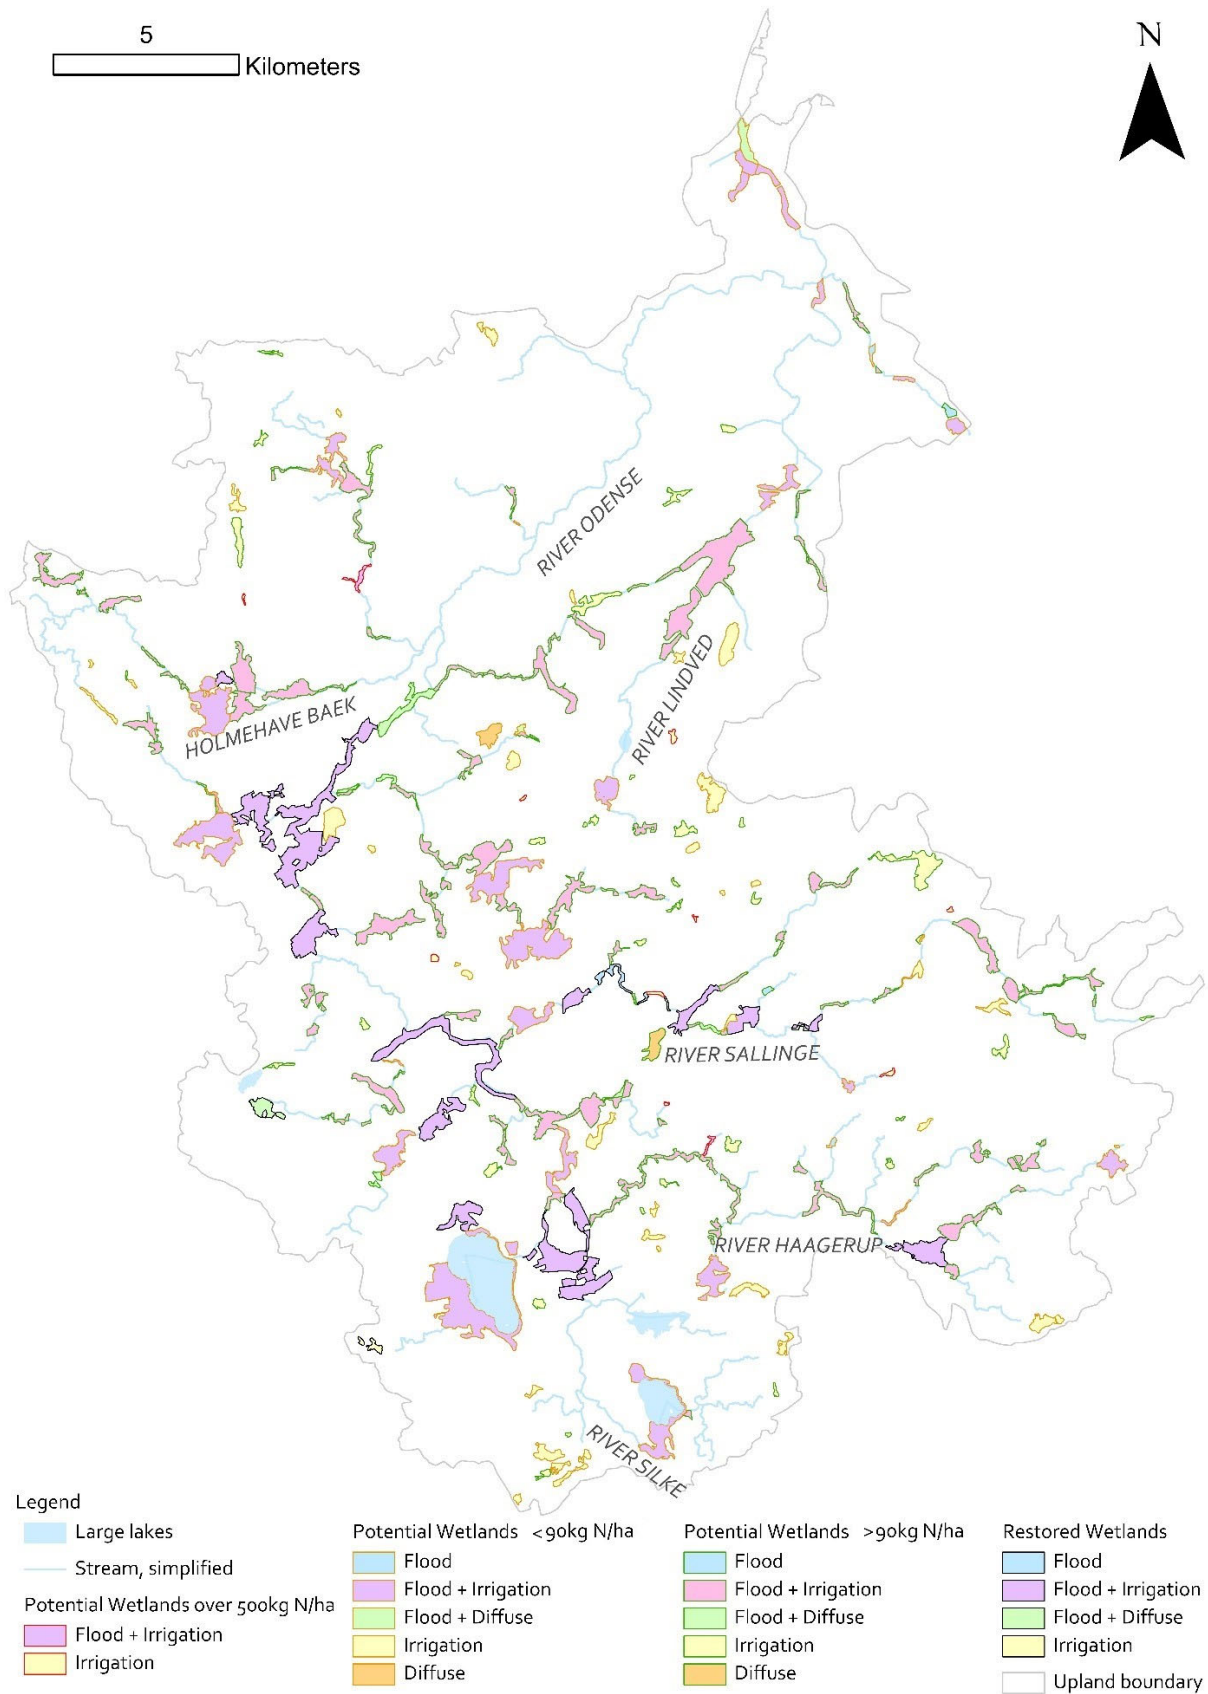 5
Kilometers
N
RIVER ODENSE
RIVER LINDVED
HOLMEHAVE BAEK
RIVER SALLINGE
RIVER HAAGERUP
RIVER SILKE
Legend
Large lakes
Stream, simplified
Potential Wetlands over 500kg N/ha
Flood + Irrigation
Irrigation
Potential Wetlands <90kg N/ha
Flood
Flood + Irrigation
Flood + Diffuse
Irrigation
Diffuse
Potential Wetlands >90kg N/ha
Flood
Flood + Irrigation
Flood + Diffuse
Irrigation
Diffuse
Restored Wetlands
Flood
Flood + Irrigation
Flood + Diffuse
Irrigation
Upland boundary